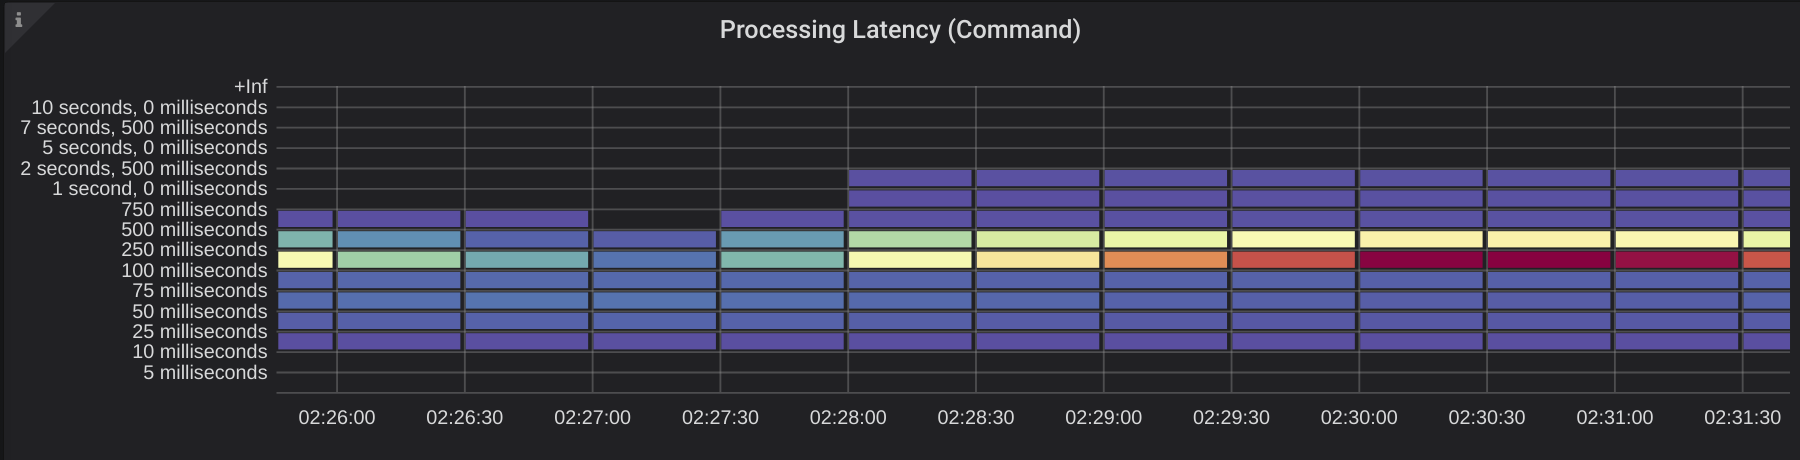 i
Processing Latency (Command)
+Inf
10 seconds, 0 milliseconds
7 seconds, 500 milliseconds
5 seconds, 0 milliseconds
2 seconds, 500 milliseconds
1 second, 0 milliseconds
750 milliseconds
500 milliseconds
250 milliseconds
100 milliseconds
75 milliseconds
50 milliseconds
25 milliseconds
10 milliseconds
5 milliseconds
02:26:00 02:26:30 02:27:00 02:27:30 02:28:00 02:28:30 02:29:00 02:29:30 02:30:00 02:30:30 02:31:00 02:31:30